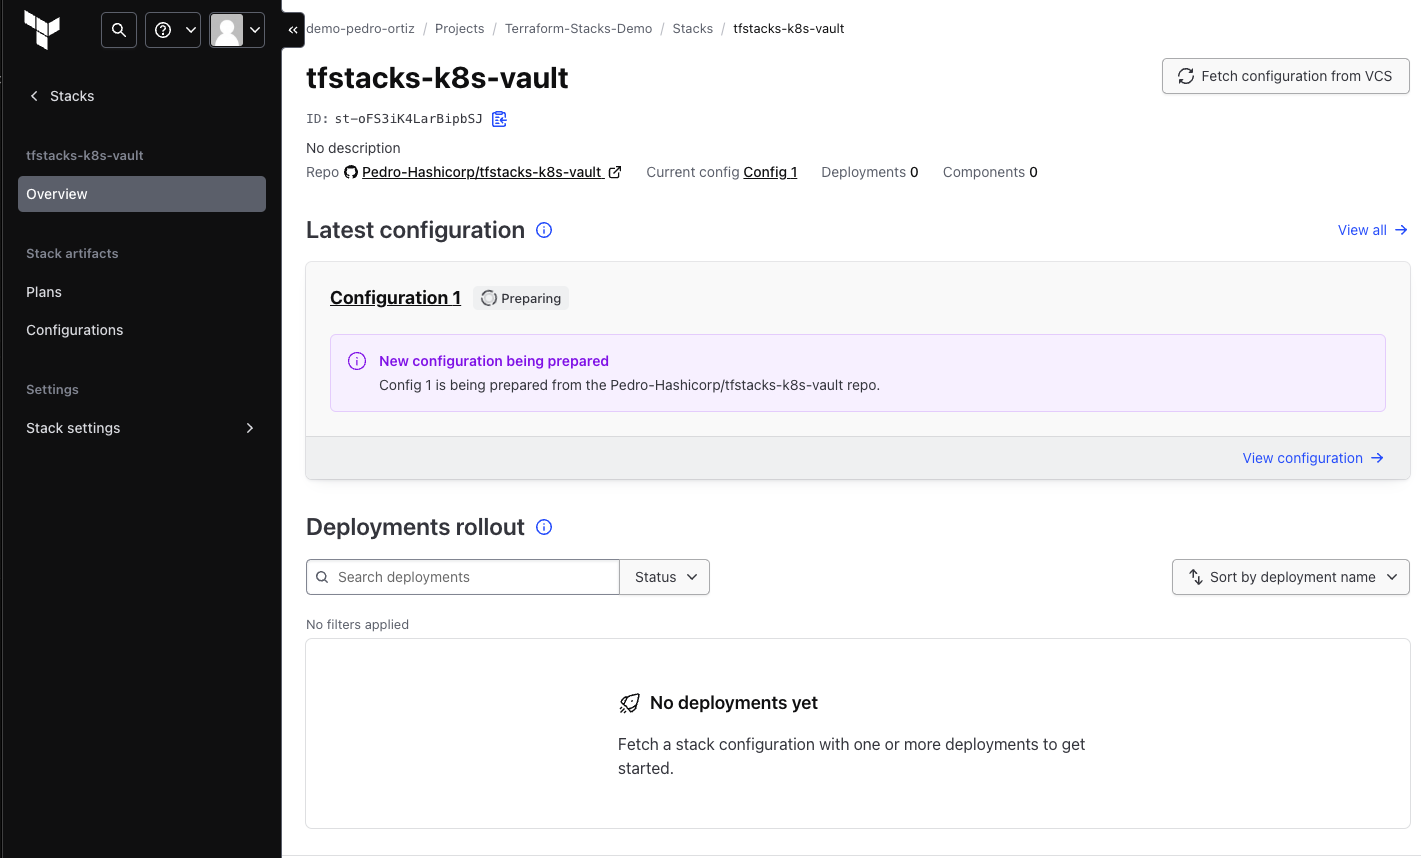 demo-pedro-ortiz / Projects / Terraform-Stacks-Demo / Stacks / tfstacks-k8s-vault
Stacks
tfstacks-k8s-vault
Overview
Stack artifacts
Plans
Configurations
Settings
Stack settings
tfstacks-k8s-vault
Fetch configuration from VCS
ID: st-oFS3iK4LarBipbSJ
No description
Repo Pedro-Hashicorp/tfstacks-k8s-vault Current config Config 1 Deployments 0 Components 0
Latest configuration
View all
Configuration 1 Preparing
New configuration being prepared
Config 1 is being prepared from the Pedro-Hashicorp/tfstacks-k8s-vault repo.
View configuration
Deployments rollout
Search deployments Status Sort by deployment name
No filters applied
No deployments yet
Fetch a stack configuration with one or more deployments to get
started.